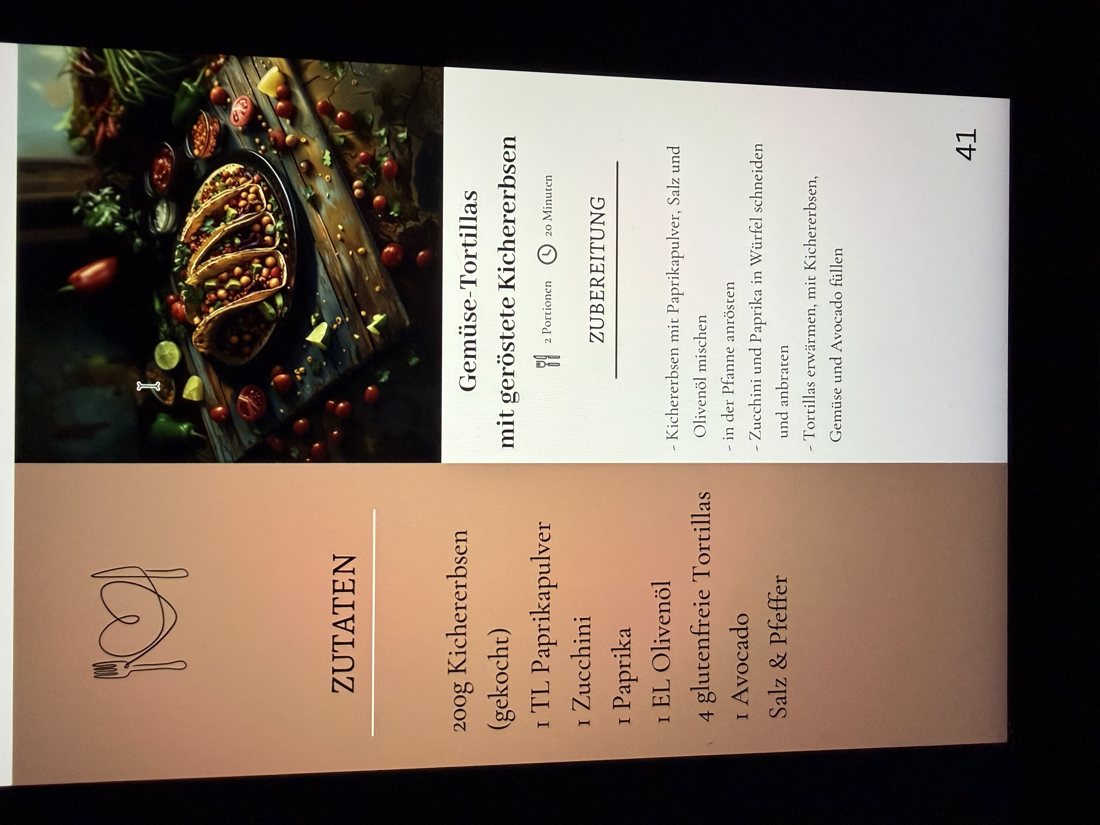 ZUTATEN
200g Kichererbsen
(gekocht)
1 TL Paprikapulver
1 Zucchini
1 Paprika
1 EL Olivenöl
4 glutenfreie Tortillas
1 Avocado
Salz & Pfeffer
Gemüse-Tortillas
mit geröstete Kichererbsen
2 Portionen 20 Minuten
ZUBEREITUNG
- Kichererbsen mit Paprikapulver, Salz und
Olivenöl mischen
- in der Pfanne anrösten
- Zucchini und Paprika in Würfel schneiden
und anbraten
- Tortillas erwärmen, mit Kichererbsen,
Gemüse und Avocado füllen
41